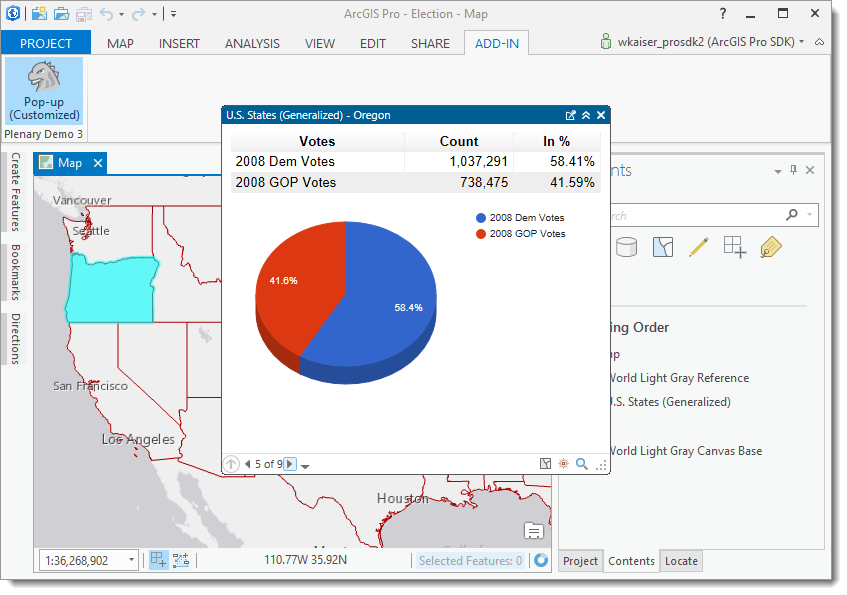 ArcGIS Pro - Election - Map
?
PROJECT MAP INSERT ANALYSIS VIEW EDIT SHARE ADD-IN
wkaiser_prosdk2 (ArcGIS Pro SDK)
Pop-up
(Customized)
Plenary Demo 3
Create Features
Bookmarks
Directions
Map
Vancouver
Seattle
San Francisco
Los Angeles
Houston
U.S. States (Generalized) - Oregon
Votes Count In %
2008 Dem Votes 1,037,291 58.41%
2008 GOP Votes 738,475 41.59%
2008 Dem Votes
2008 GOP Votes
41.6%
58.4%
5 of 9
nts
rch
ing Order
ap
World Light Gray Reference
U.S. States (Generalized)
World Light Gray Canvas Base
1:36,268,902
110.77W 35.92N
Selected Features: 0
Project Contents Locate